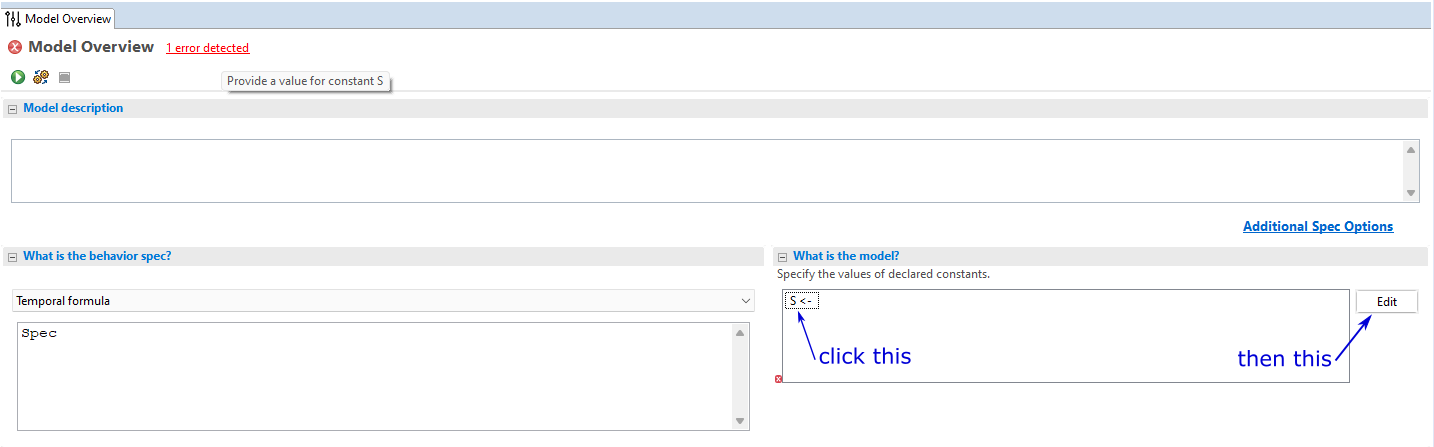 Model Overview
Model Overview 1 error detected
Provide a value for constant S
Model description
Additional Spec Options
What is the behavior spec?
Temporal formula
Spec
What is the model?
Specify the values of declared constants.
S <-
Edit
click this
then this